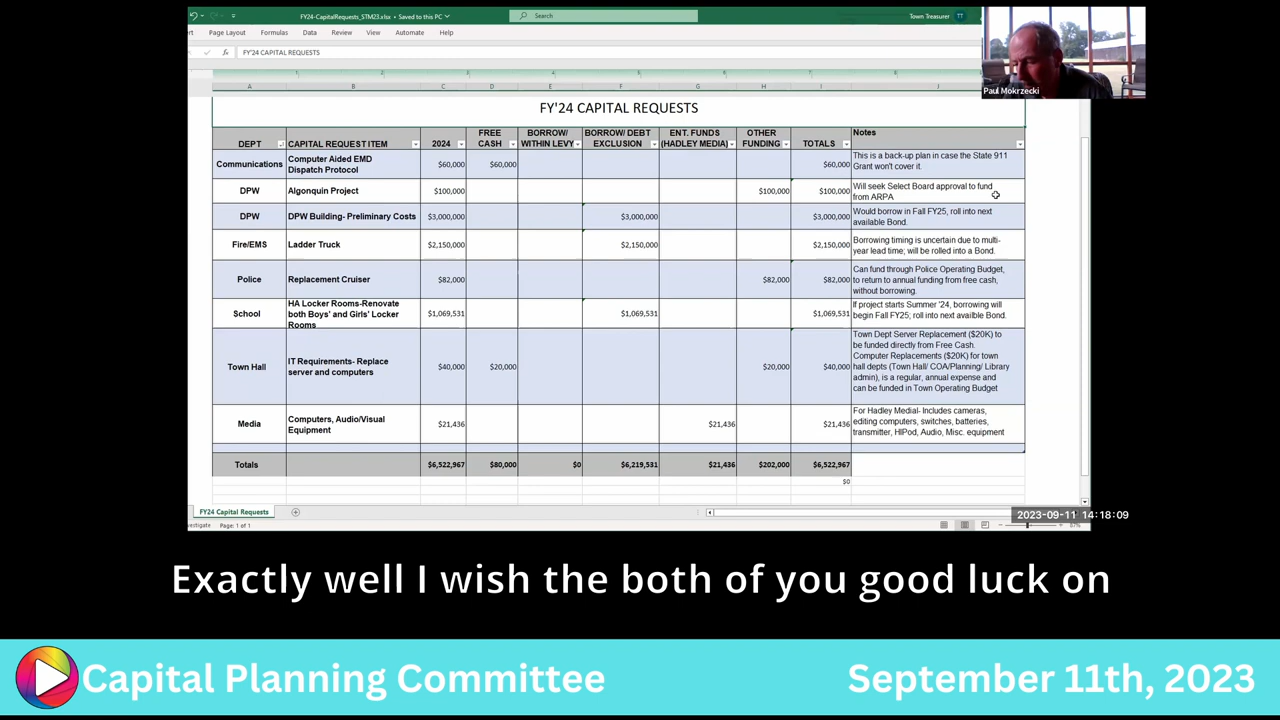 FY24-CapitalRequests_STM23.xlsx • Saved to this PC
Search
Town Treasurer
TT
Page Layout
Formulas
Data
Review
View
Automate
Help
fx
FY'24 CAPITAL REQUESTS
A B C D E F G H I J
FY'24 CAPITAL REQUESTS
DEPT CAPITAL REQUEST ITEM 2024 FREE CASH BORROW/ WITHIN LEVY BORROW/ DEBT EXCLUSION ENT. FUNDS (HADLEY MEDIA) OTHER FUNDING TOTALS Notes
Communications Computer Aided EMD Dispatch Protocol $60,000 $60,000 $60,000 This is a back-up plan in case the State 911 Grant won't cover it.
DPW Algonquin Project $100,000 $100,000 $100,000 Will seek Select Board approval to fund from ARPA
DPW DPW Building- Preliminary Costs $3,000,000 $3,000,000 $3,000,000 Would borrow in Fall FY25, roll into next available Bond.
Fire/EMS Ladder Truck $2,150,000 $2,150,000 $2,150,000 Borrowing timing is uncertain due to multi-year lead time; will be rolled into a Bond.
Police Replacement Cruiser $82,000 $82,000 $82,000 Can fund through Police Operating Budget, to return to annual funding from free cash, without borrowing.
School HA Locker Rooms-Renovate both Boys' and Girls' Locker Rooms $1,069,531 $1,069,531 $1,069,531 If project starts Summer '24, borrowing will begin Fall FY25; roll into next availble Bond.
Town Hall IT Requirements- Replace server and computers $40,000 $20,000 $20,000 $40,000 Town Dept Server Replacement ($20K) to be funded directly from Free Cash. Computer Replacements ($20K) for town hall depts (Town Hall/ COA/Planning/ Library admin), is a regular, annual expense and can be funded in Town Operating Budget
Media Computers, Audio/Visual Equipment $21,436 $21,436 $21,436 For Hadley Medial- Includes cameras, editing computers, switches, batteries, transmitter, HIPod, Audio, Misc. equipment
Totals $6,522,967 $80,000 $0 $6,219,531 $21,436 $202,000 $6,522,967
$0
FY24 Capital Requests
Page: 1 of 1
Paul Mokrzecki
2023-09-11 14:18:09
Exactly well I wish the both of you good luck on
Capital Planning Committee
September 11th, 2023